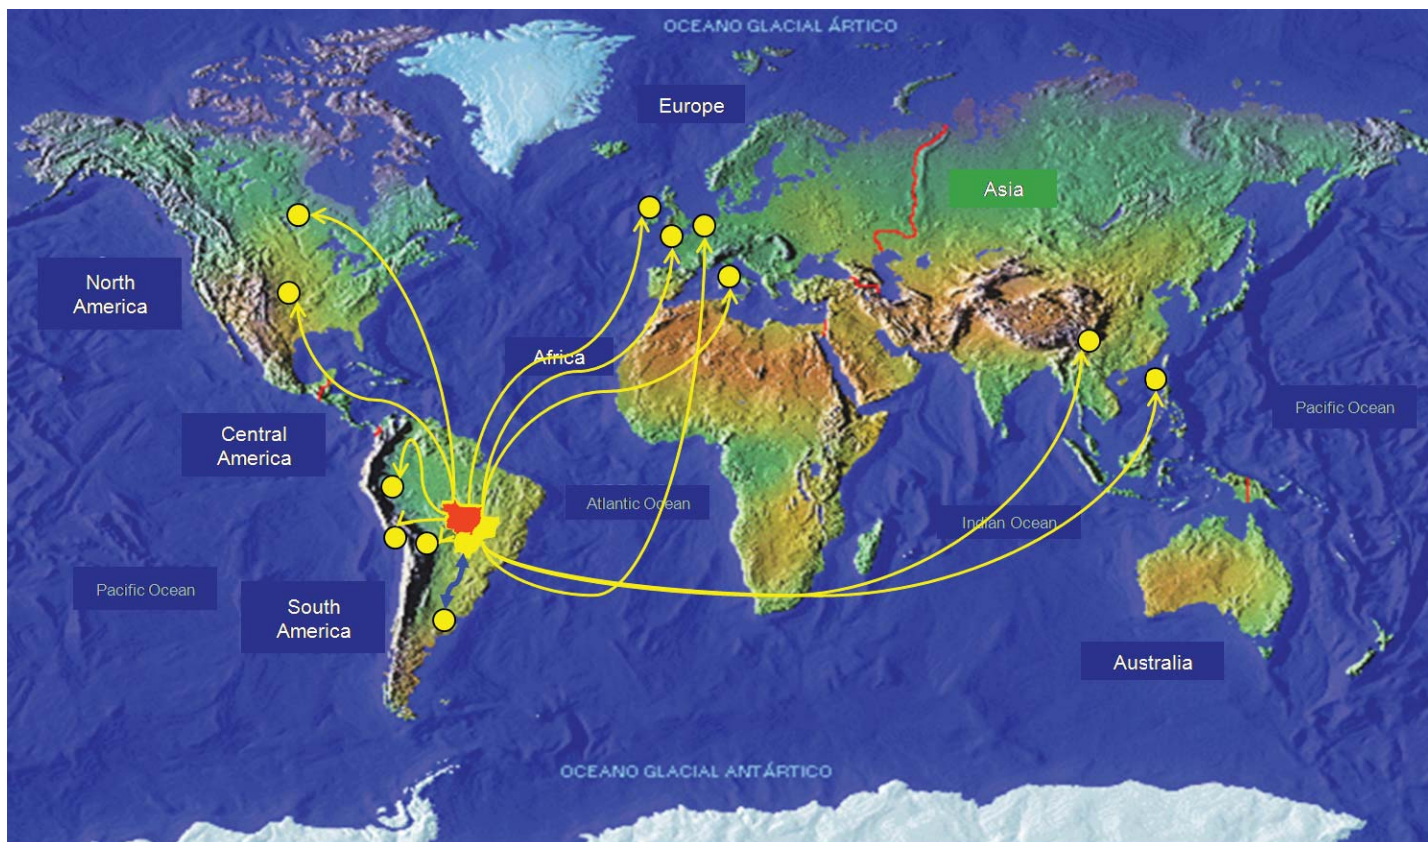 OCEANO GLACIAL ÁRTICO
Europe
Asia
North
America
Africa
Central
America
Pacific Ocean
Atlantic Ocean
Indian Ocean
Pacific Ocean
South
America
Australia
OCEANO GLACIAL ANTÁRTICO